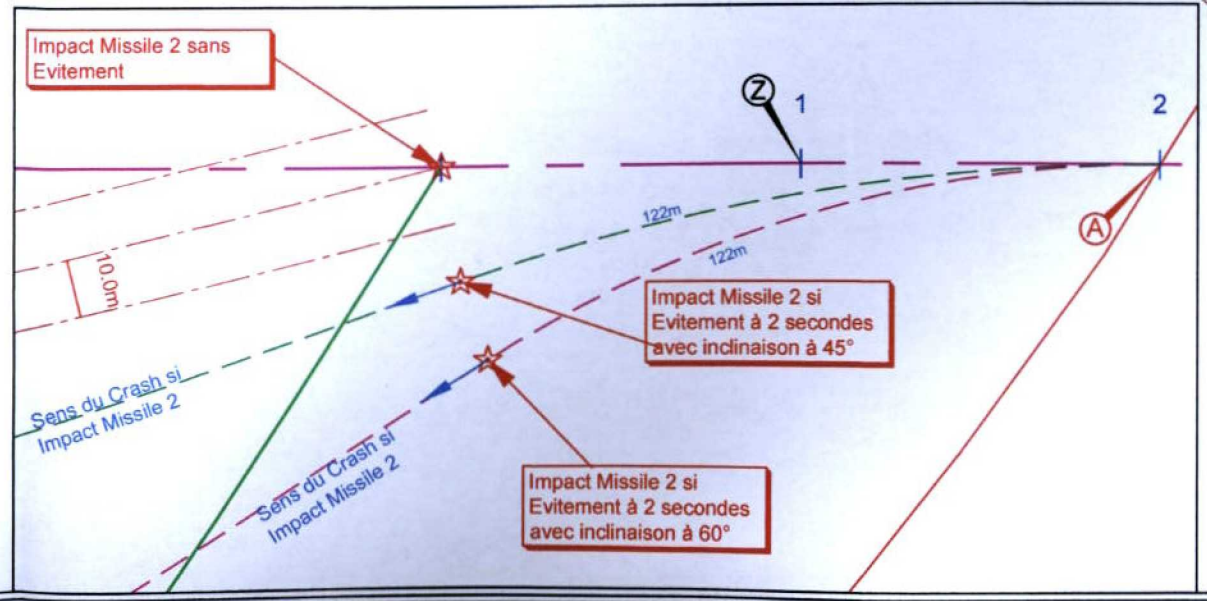 Impact Missile 2 sans
Evitement
Z
1
2
122m
122m
A
10.0m
Impact Missile 2 si
Evitement à 2 secondes
avec inclinaison à 45°
Sens du Crash si
Impact Missile 2
Sens du Crash si
Impact Missile 2
Impact Missile 2 si
Evitement à 2 secondes
avec inclinaison à 60°